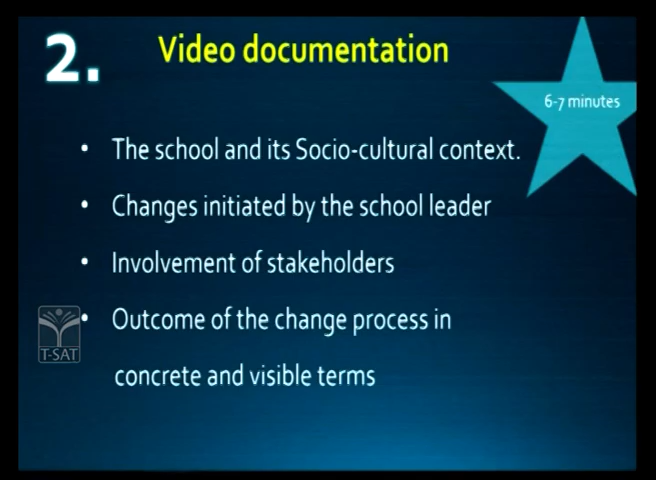 2.
Video documentation
6-7 minutes
• The school and its Socio-cultural context.
• Changes initiated by the school leader
• Involvement of stakeholders
• Outcome of the change process in
concrete and visible terms
T-SAT